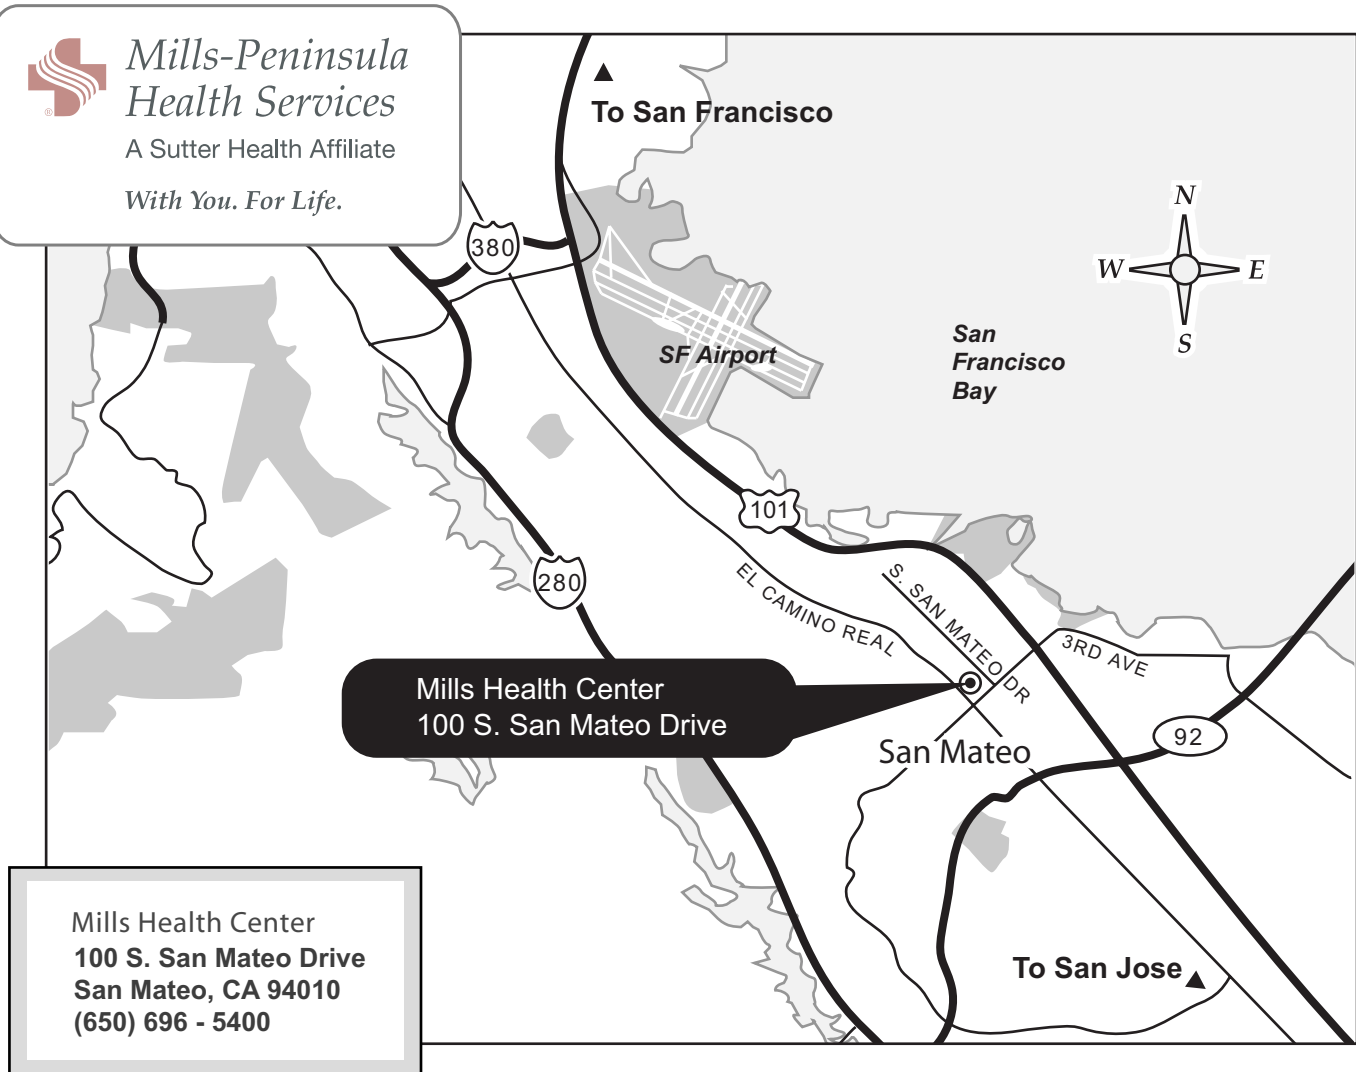 Mills-Peninsula
Health Services
®
A Sutter Health Affiliate
With You. For Life.
To San Francisco
380
N
W E
S
SF Airport
San
Francisco
Bay
101
280
EL CAMINO REAL
S. SAN MATEO DR
3RD AVE
Mills Health Center
100 S. San Mateo Drive
San Mateo
92
To San Jose
Mills Health Center
100 S. San Mateo Drive
San Mateo, CA 94010
(650) 696 - 5400